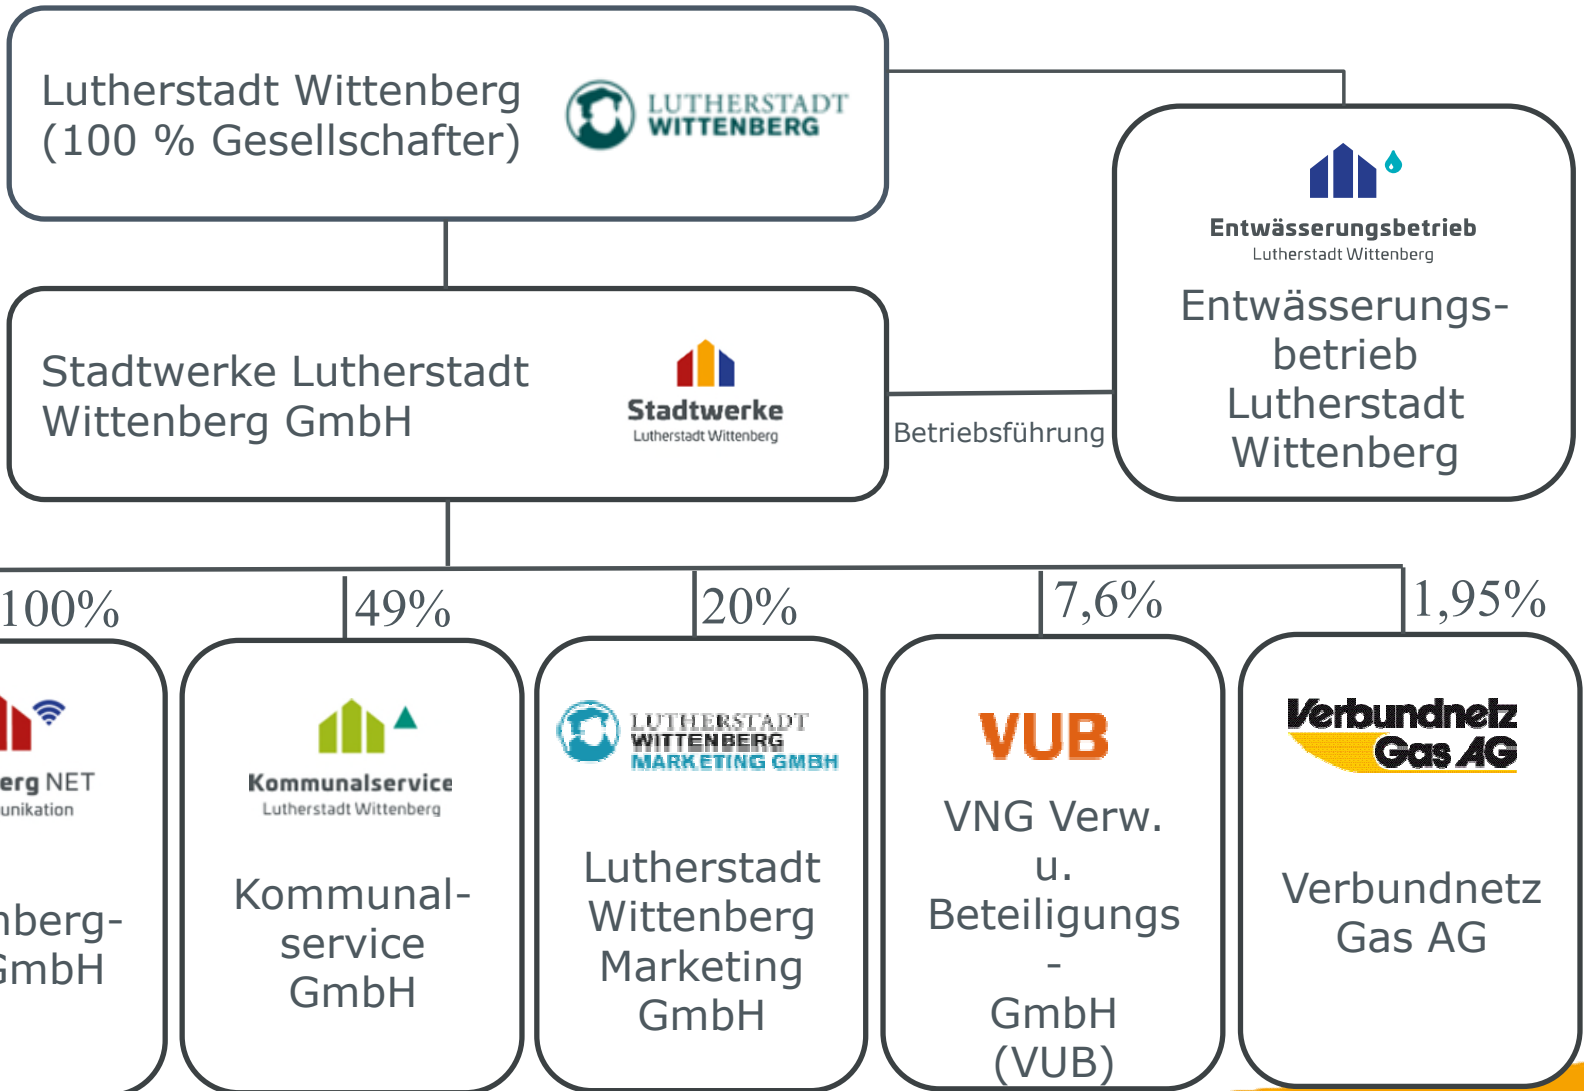 Lutherstadt Wittenberg
(100 % Gesellschafter)
LUTHERSTADT
WITTENBERG
Entwässerungsbetrieb
Lutherstadt Wittenberg
Entwässerungs-
betrieb
Lutherstadt
Wittenberg
Stadtwerke Lutherstadt
Wittenberg GmbH
Stadtwerke
Lutherstadt Wittenberg
Betriebsführung
100%
49%
20%
7,6%
1,95%
erg NET
unikation
nberg-
GmbH
Kommunalservice
Lutherstadt Wittenberg
Kommunal-
service
GmbH
LUTHERSTADT
WITTENBERG
MARKETING GMBH
Lutherstadt
Wittenberg
Marketing
GmbH
VUB
VNG Verw.
u.
Beteiligungs
-
GmbH
(VUB)
Verbundnetz
Gas AG
Verbundnetz
Gas AG